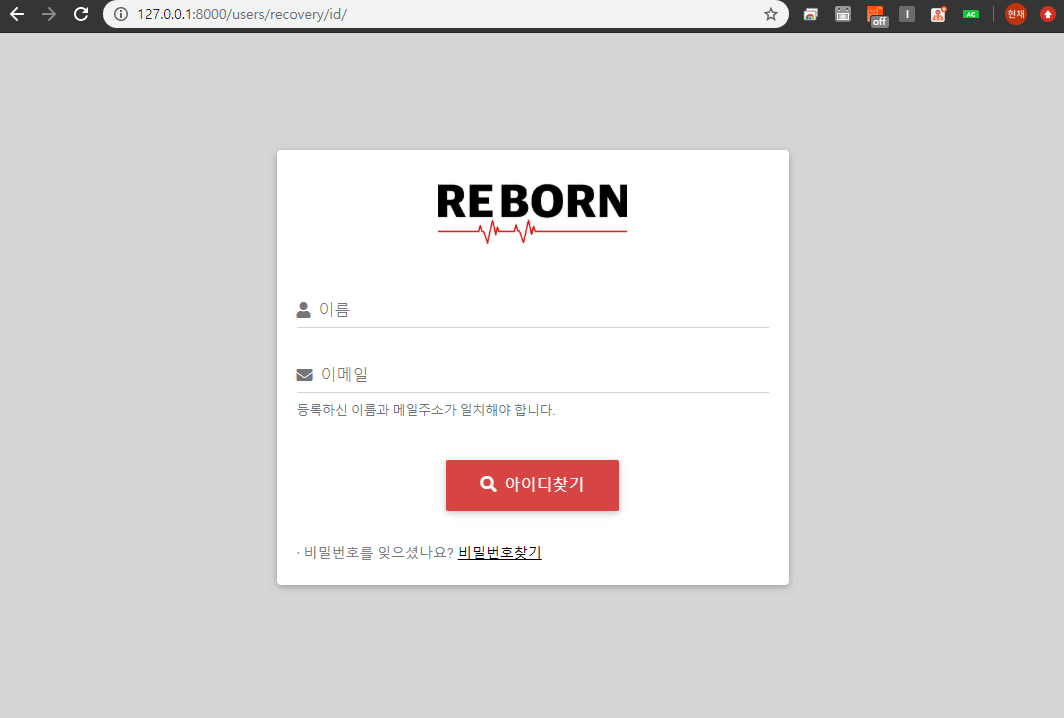 127.0.0.1:8000/users/recovery/id/
off
I
AC
현채
REBORN
이름
이메일
등록하신 이름과 메일주소가 일치해야 합니다.
아이디찾기
· 비밀번호를 잊으셨나요? 비밀번호찾기